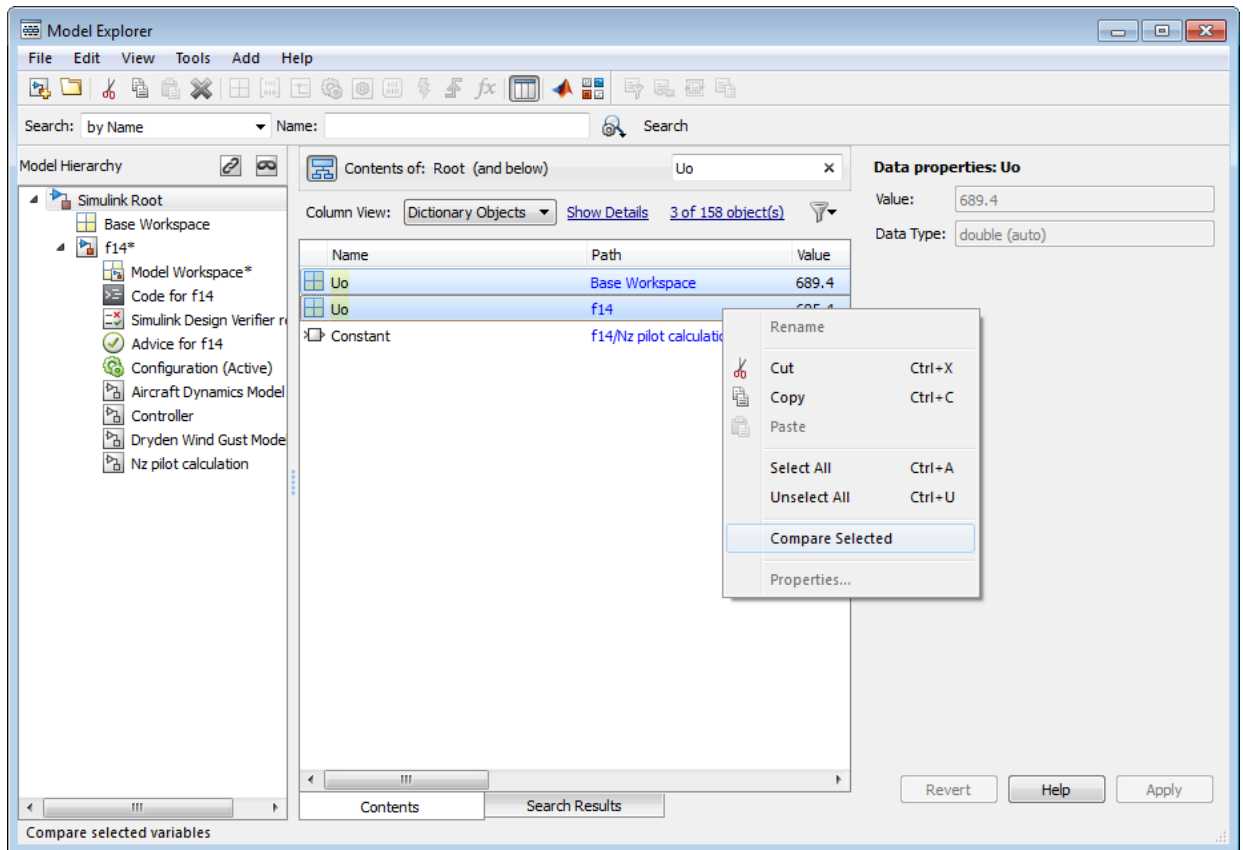 Model Explorer
File Edit View Tools Add Help
fx
Search: by Name Name: Search
Model Hierarchy
Simulink Root
Base Workspace
f14*
Model Workspace*
Code for f14
Simulink Design Verifier
Advice for f14
Configuration (Active)
Aircraft Dynamics Model
Controller
Dryden Wind Gust Mode
Nz pilot calculation
Contents of: Root (and below) Uo
Column View: Dictionary Objects Show Details 3 of 158 object(s)
Name Path Value
Uo Base Workspace 689.4
Uo f14
Constant f14/Nz pilot calculatio
Rename
Cut Ctrl+X
Copy Ctrl+C
Paste
Select All Ctrl+A
Unselect All Ctrl+U
Compare Selected
Properties...
Contents Search Results
Data properties: Uo
Value: 689.4
Data Type: double (auto)
Revert Help Apply
Compare selected variables